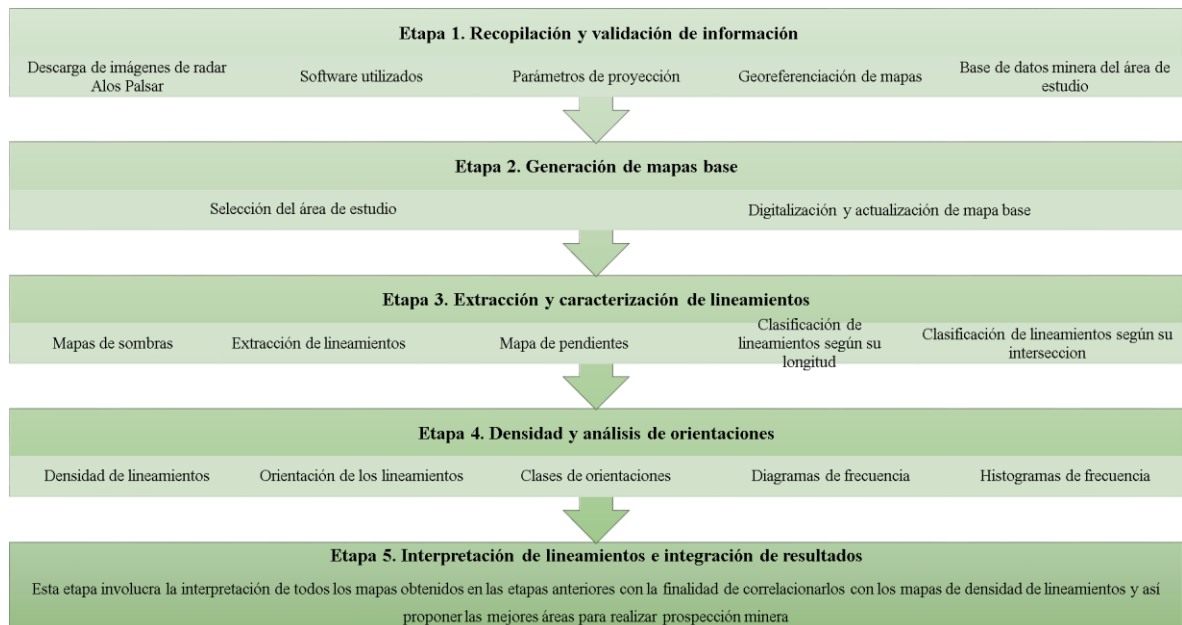 Etapa 1. Recopilación y validación de información
Descarga de imágenes de radar
Alos Palsar
Software utilizados
Parámetros de proyección
Georeferenciación de mapas
Base de datos minera del área de
estudio
Etapa 2. Generación de mapas base
Selección del área de estudio
Digitalización y actualización de mapa base
Etapa 3. Extracción y caracterización de lineamientos
Mapas de sombras
Extracción de lineamientos
Mapa de pendientes
Clasificación de
lineamientos según su
longitud
Clasificación de lineamientos según su
interseccion
Etapa 4. Densidad y análisis de orientaciones
Densidad de lineamientos
Orientación de los lineamientos
Clases de orientaciones
Diagramas de frecuencia
Histogramas de frecuencia
Etapa 5. Interpretación de lineamientos e integración de resultados
Esta etapa involucra la interpretación de todos los mapas obtenidos en las etapas anteriores con la finalidad de correlacionarlos con los mapas de densidad de lineamientos y así
proponer las mejores áreas para realizar prospección minera